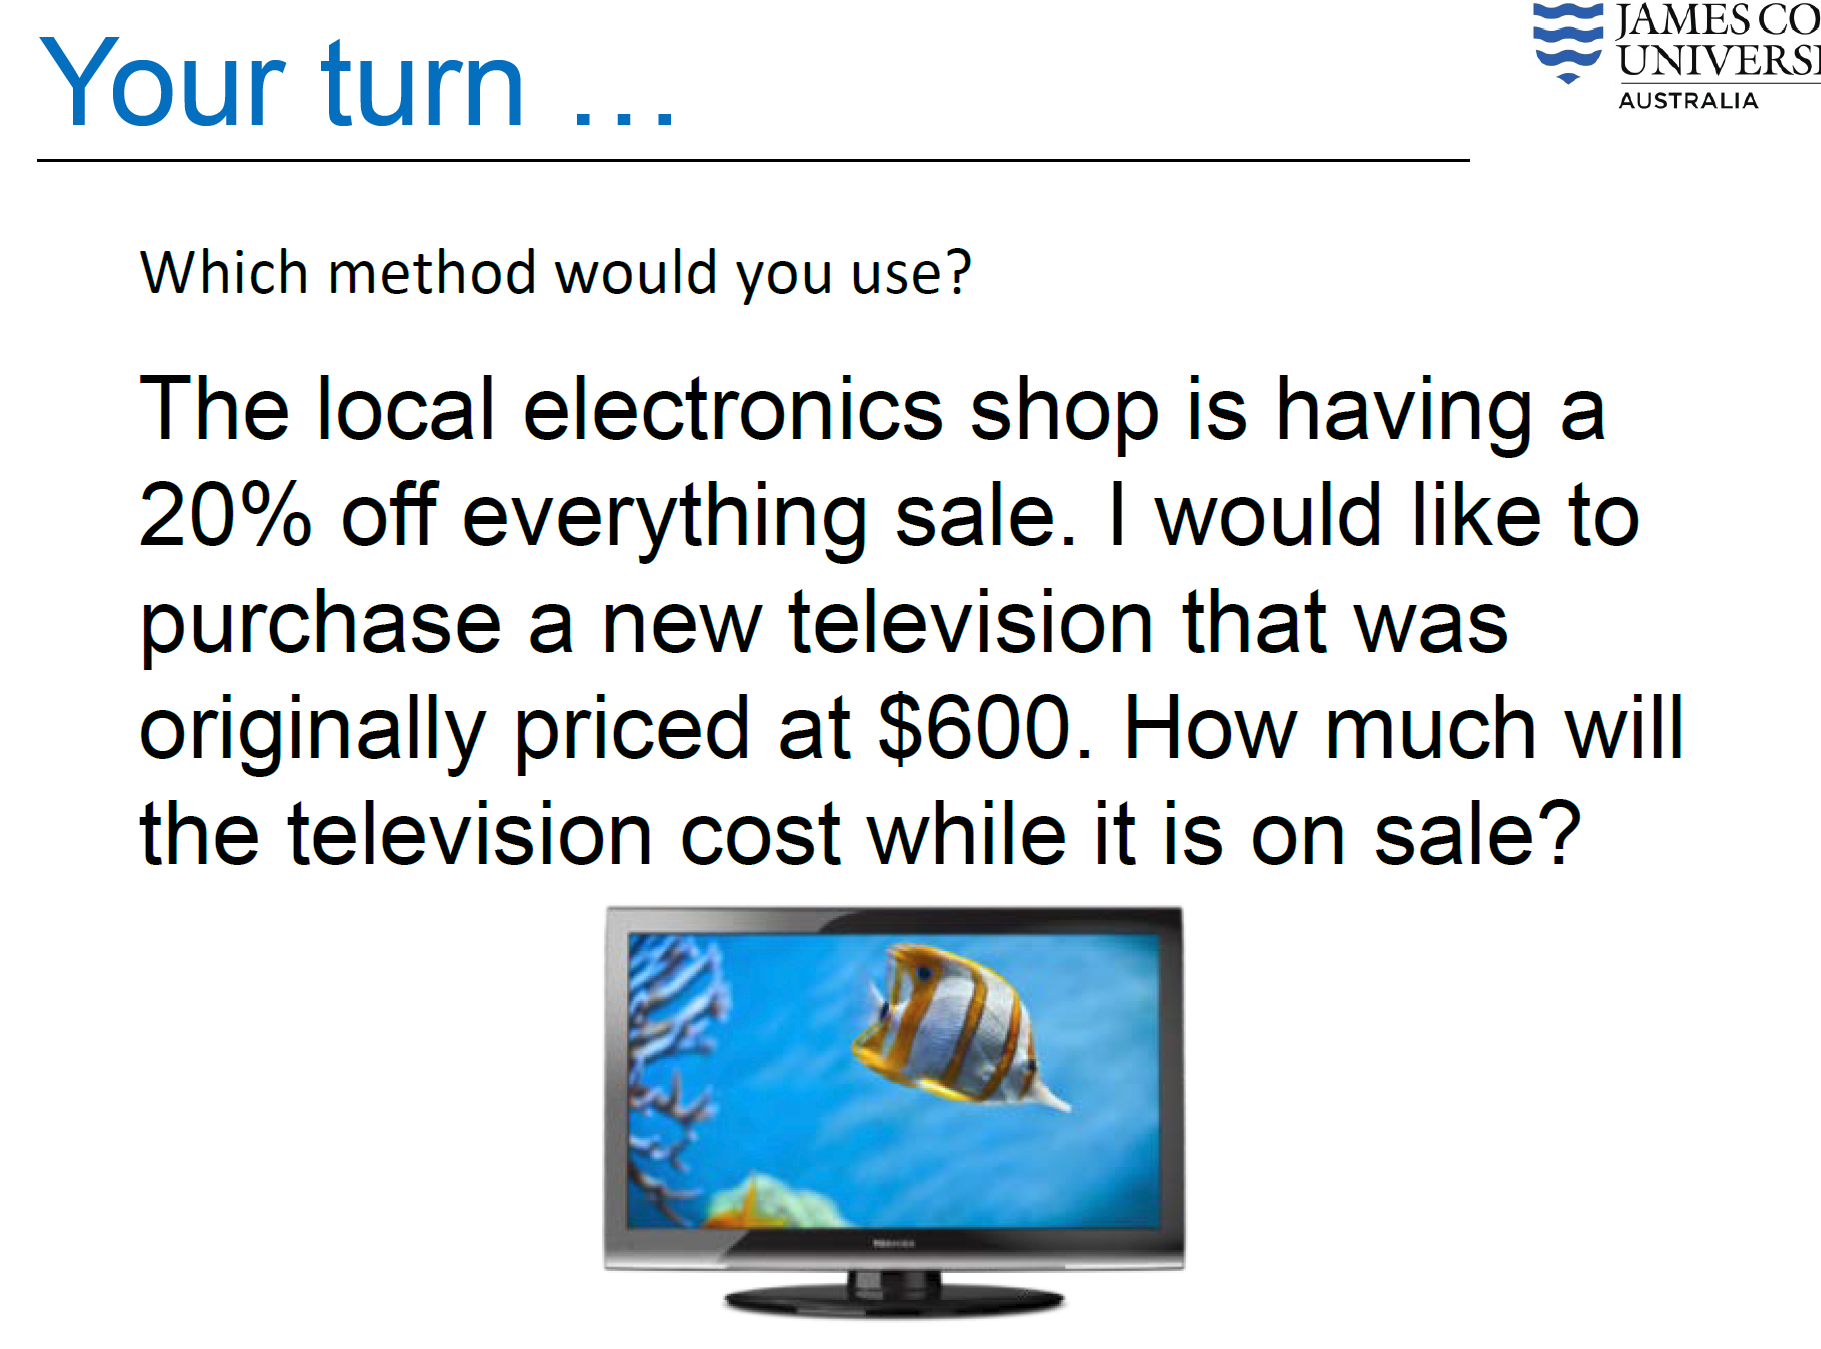 Your turn …
JAMES CO
UNIVERSI
AUSTRALIA
Which method would you use?
The local electronics shop is having a
20% off everything sale. I would like to
purchase a new television that was
originally priced at $600. How much will
the television cost while it is on sale?